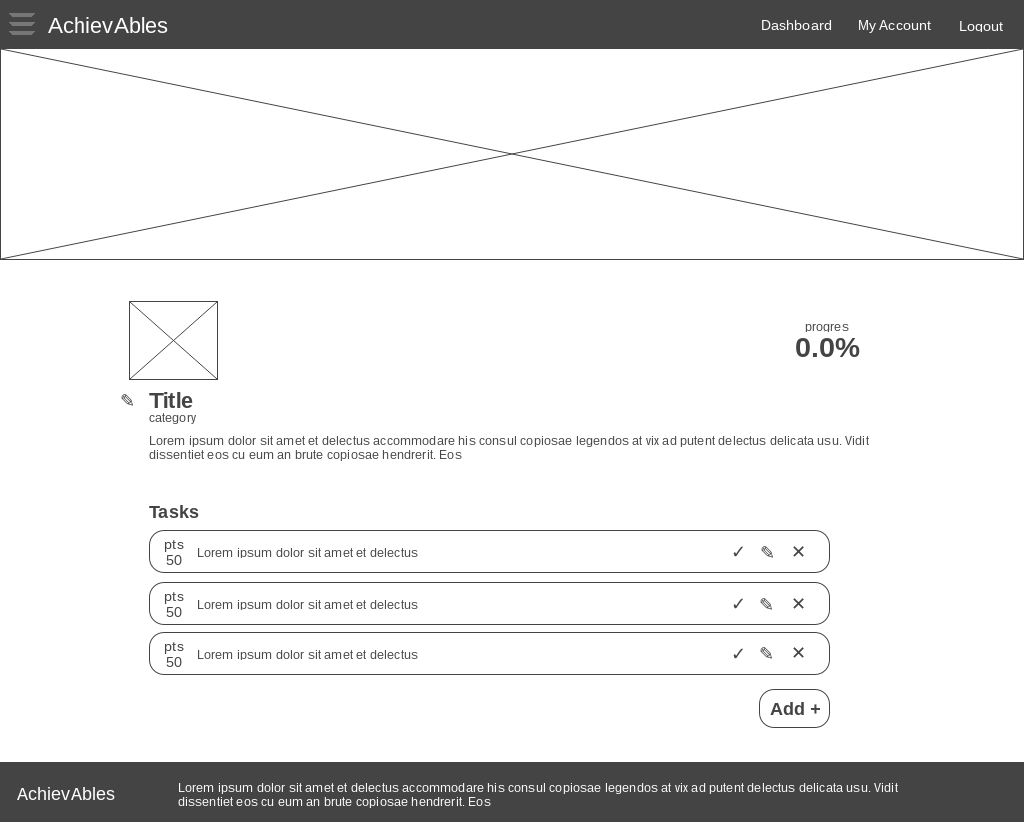 AchievAbles
Dashboard
My Account
Logout
progres
0.0%
✎ Title
category
Lorem ipsum dolor sit amet et delectus accommodare his consul copiosae legendos at vix ad putent delectus delicata usu. Vidit
dissentiet eos cu eum an brute copiosae hendrerit. Eos
Tasks
pts
50
Lorem ipsum dolor sit amet et delectus
✓ ✎ ✕
pts
50
Lorem ipsum dolor sit amet et delectus
✓ ✎ ✕
pts
50
Lorem ipsum dolor sit amet et delectus
✓ ✎ ✕
Add +
AchievAbles
Lorem ipsum dolor sit amet et delectus accommodare his consul copiosae legendos at vix ad putent delectus delicata usu. Vidit
dissentiet eos cu eum an brute copiosae hendrerit. Eos